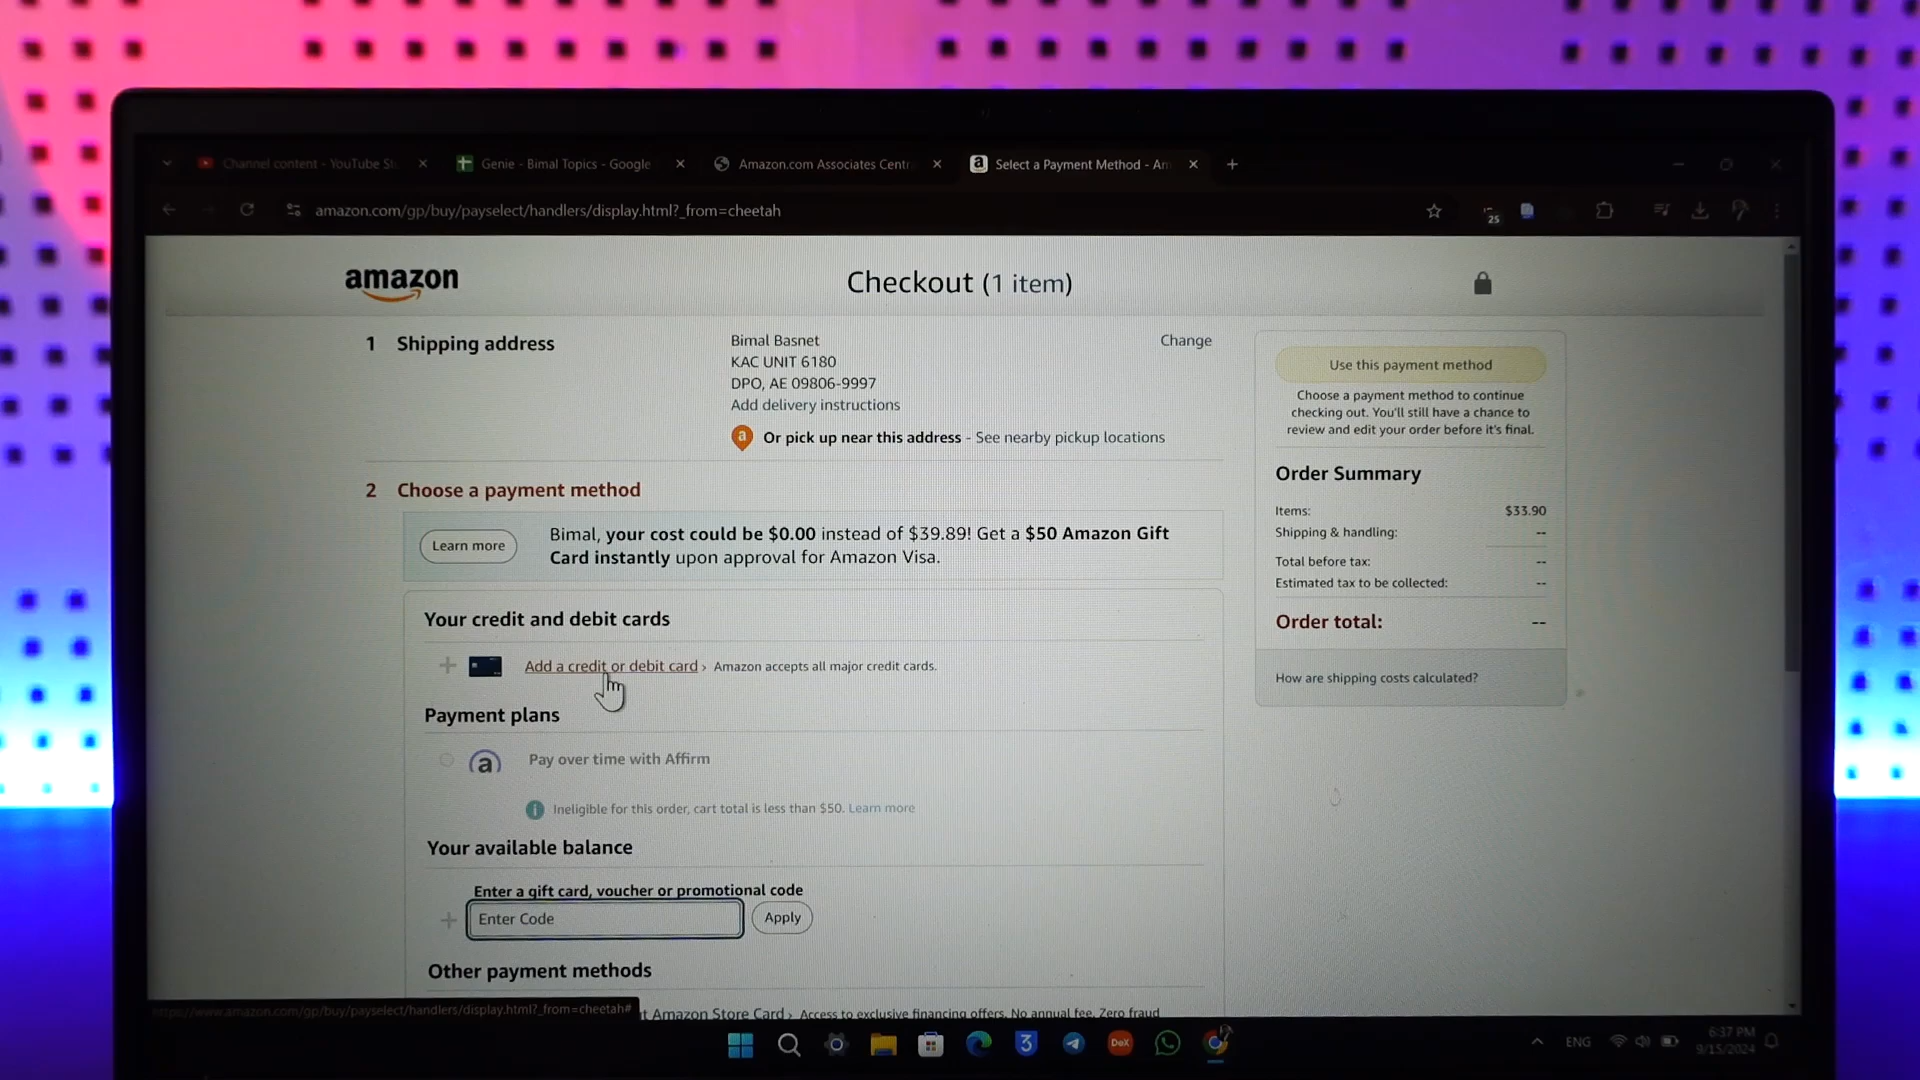 Channel content - YouTube St
Genie - Bimal Topics - Google
Amazon.com Associates Centr
Select a Payment Method - Am
amazon.com/gp/buy/payselect/handlers/display.html?_from=cheetah
25
amazon
Checkout (1 item)
1 Shipping address
Bimal Basnet
KAC UNIT 6180
DPO, AE 09806-9997
Add delivery instructions
Change
a Or pick up near this address - See nearby pickup locations
2 Choose a payment method
Learn more
Bimal, your cost could be $0.00 instead of $39.89! Get a $50 Amazon Gift
Card instantly upon approval for Amazon Visa.
Your credit and debit cards
Add a credit or debit card › Amazon accepts all major credit cards.
Payment plans
a Pay over time with Affirm
i Ineligible for this order, cart total is less than $50. Learn more
Your available balance
Enter a gift card, voucher or promotional code
Enter Code
Apply
Other payment methods
t Amazon Store Card › Access to exclusive financing offers. No annual fee. Zero fraud
Use this payment method
Choose a payment method to continue
checking out. You'll still have a chance to
review and edit your order before it's final.
Order Summary
Items: $33.90
Shipping & handling: --
Total before tax: --
Estimated tax to be collected: --
Order total: --
How are shipping costs calculated?
https://www.amazon.com/gp/buy/payselect/handlers/display.html?_from=cheetah#
3
DeX
ENG
6:37 PM
9/15/2024